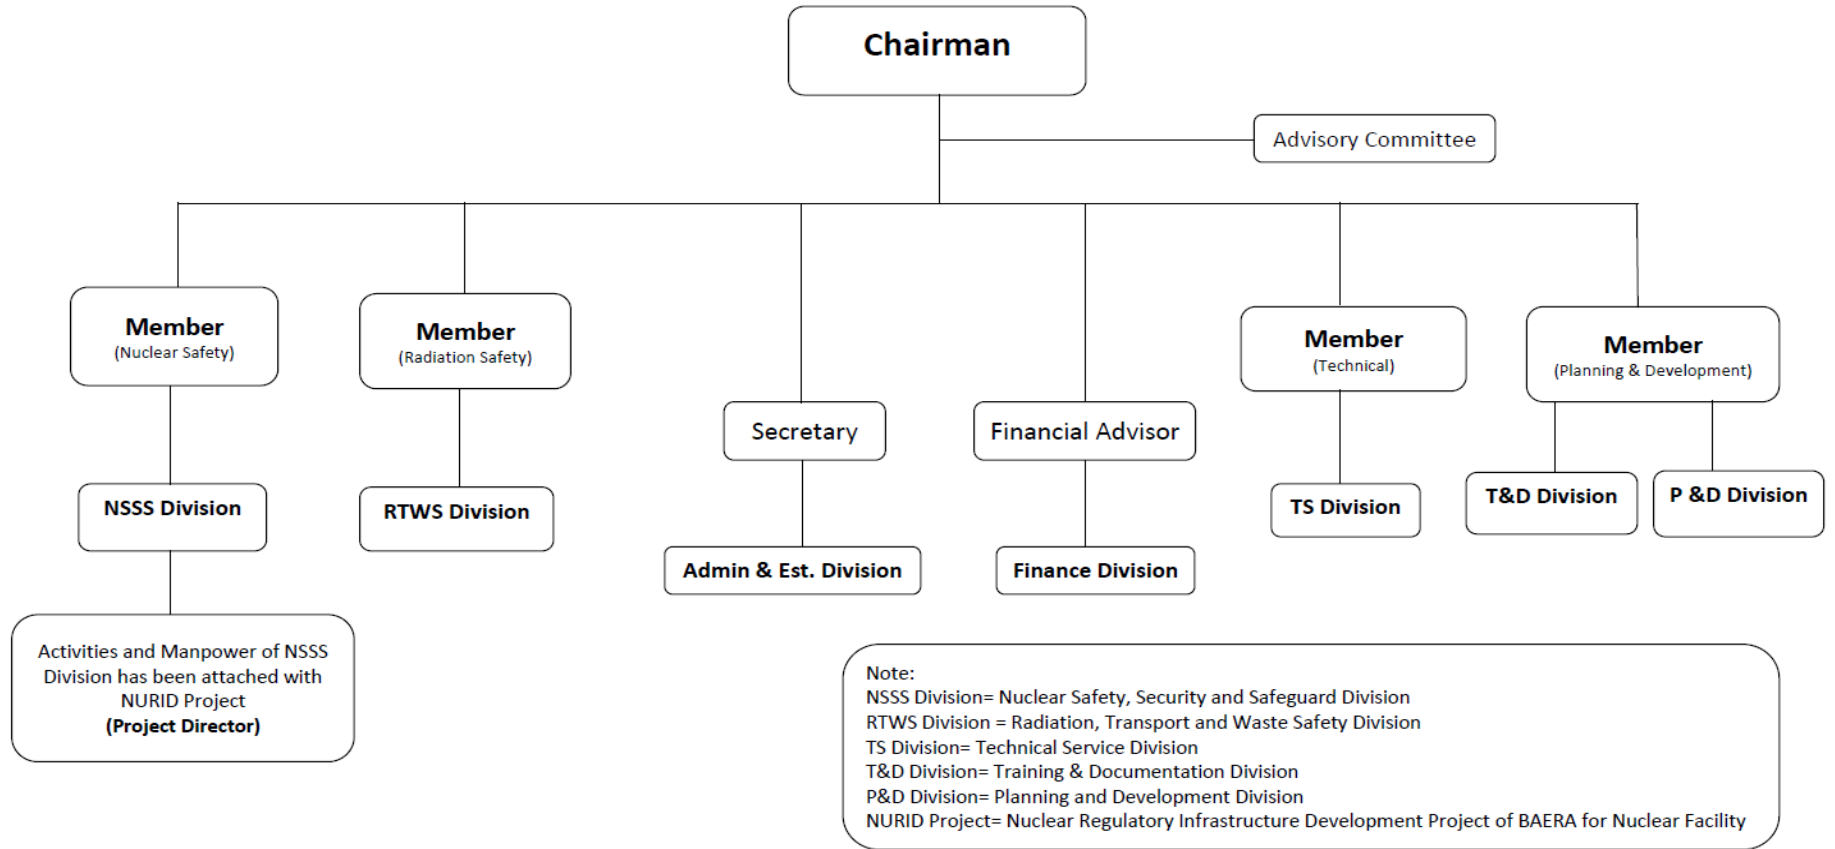 Chairman
Advisory Committee
Member
(Nuclear Safety)
Member
(Radiation Safety)
Member
(Technical)
Member
(Planning & Development)
Secretary
Financial Advisor
NSSS Division
RTWS Division
TS Division
T&D Division
P &D Division
Admin & Est. Division
Finance Division
Activities and Manpower of NSSS
Division has been attached with
NURID Project
(Project Director)
Note:
NSSS Division= Nuclear Safety, Security and Safeguard Division
RTWS Division = Radiation, Transport and Waste Safety Division
TS Division= Technical Service Division
T&D Division= Training & Documentation Division
P&D Division= Planning and Development Division
NURID Project= Nuclear Regulatory Infrastructure Development Project of BAERA for Nuclear Facility